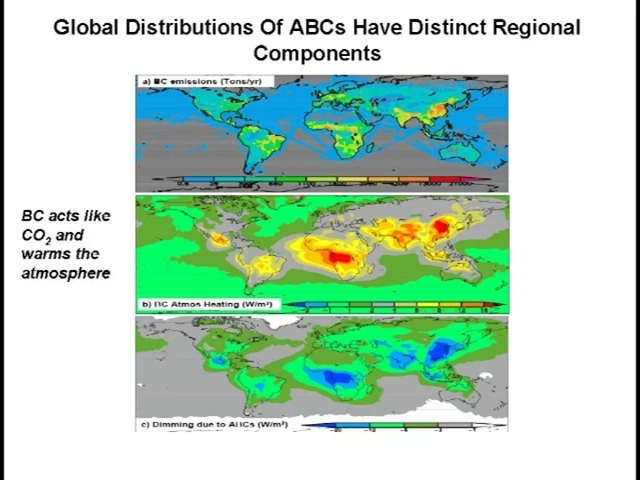 Global Distributions Of ABCs Have Distinct Regional
Components
a) BC emissions (Tons/yr)
BC acts like
CO₂ and
warms the
atmosphere
b) BC Atmos Heating (W/m²)
c) Dimming due to ABCs (W/m²)